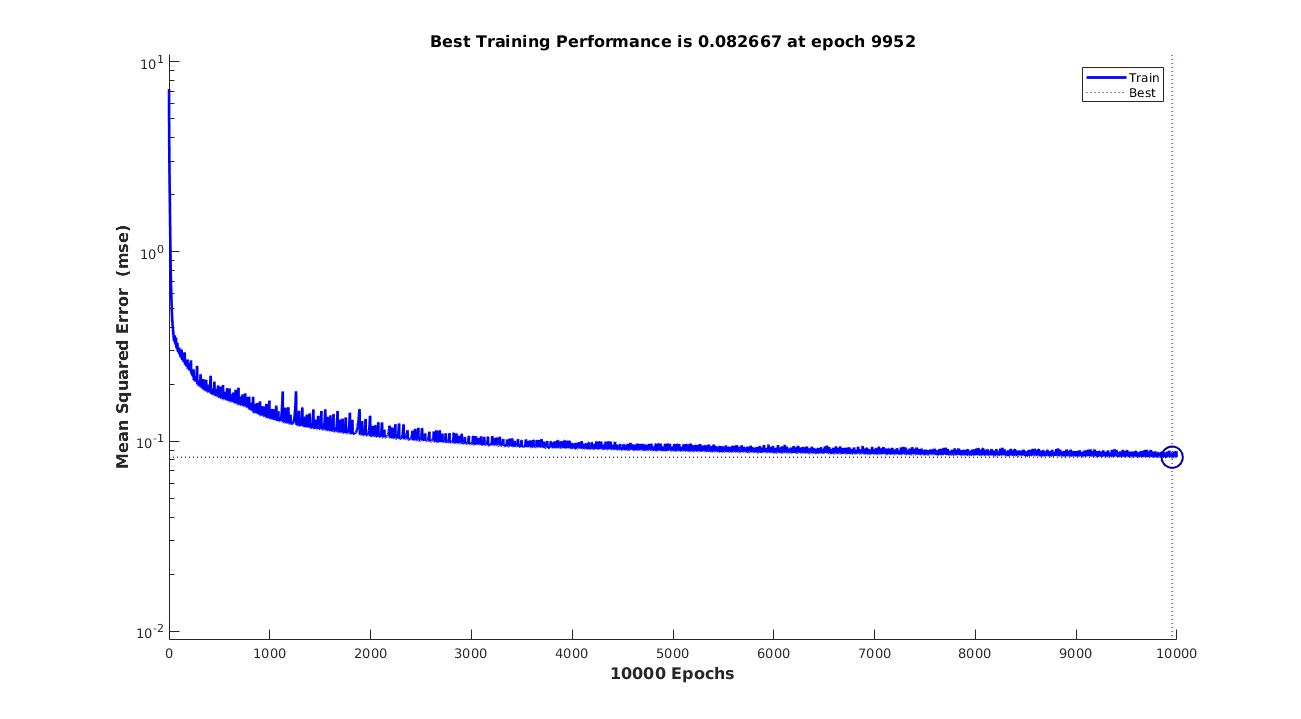 Best Training Performance is 0.082667 at epoch 9952
Train
Best
Mean Squared Error (mse)
10^1
10^0
10^-1
10^-2
0 1000 2000 3000 4000 5000 6000 7000 8000 9000 10000
10000 Epochs